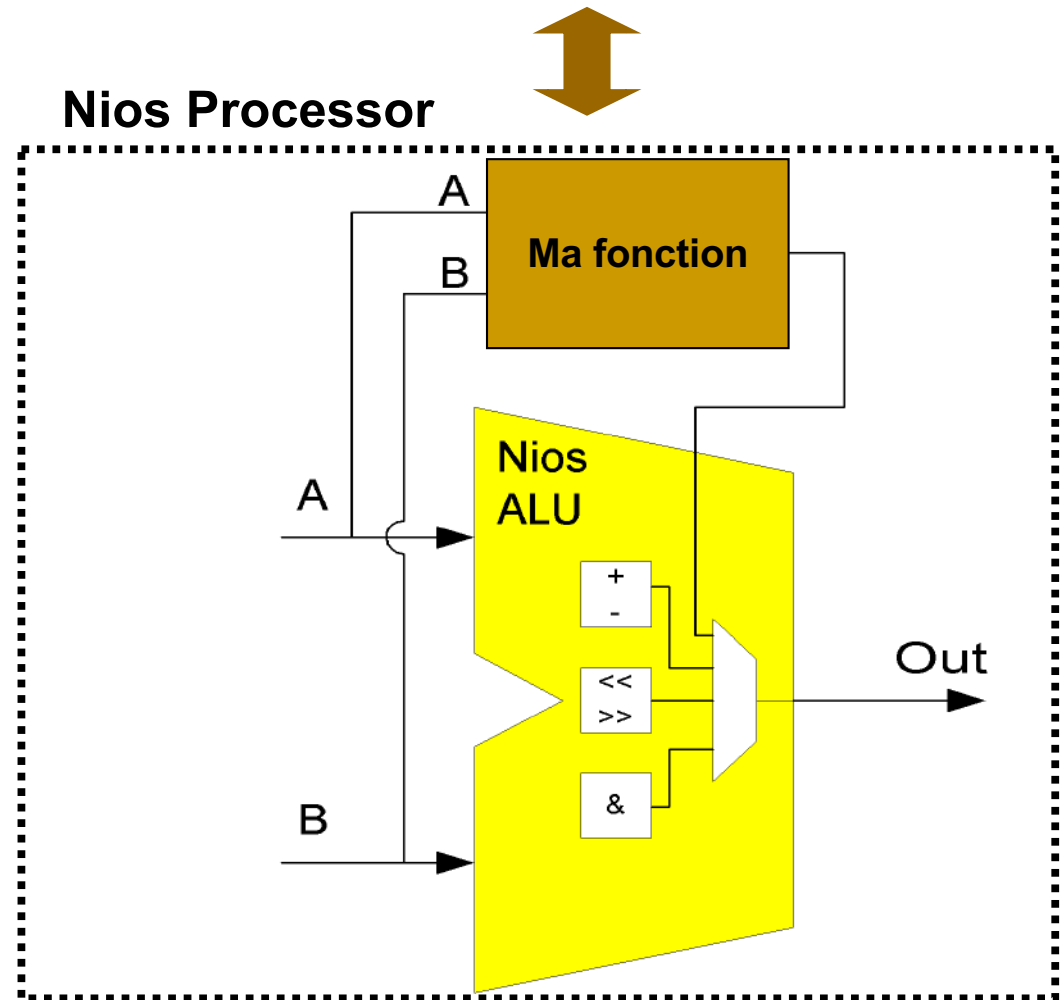 Nios Processor
A
Ma fonction
B
Nios
ALU
A
+
-
<<
>>
Out
&
B